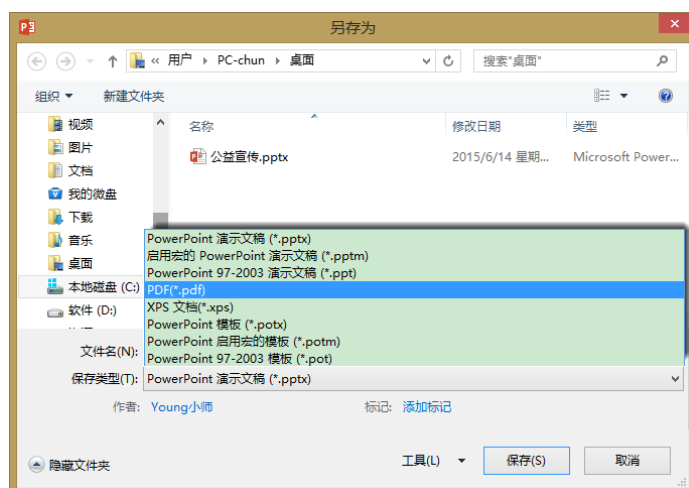 另存为
« 用户 PC-chun 桌面
搜索"桌面"
组织 新建文件夹
视频
图片
文档
我的微盘
下载
音乐
桌面
本地磁盘 (C:)
软件 (D:)
名称 修改日期 类型
公益宣传.pptx 2015/6/14 星期... Microsoft Power...
PowerPoint 演示文稿 (*.pptx)
启用宏的 PowerPoint 演示文稿 (*.pptm)
PowerPoint 97-2003 演示文稿 (*.ppt)
PDF(*.pdf)
XPS 文档(*.xps)
PowerPoint 模板 (*.potx)
PowerPoint 启用宏的模板 (*.potm)
PowerPoint 97-2003 模板 (*.pot)
文件名(N):
保存类型(T): PowerPoint 演示文稿 (*.pptx)
作者: Young小师 标记: 添加标记
隐藏文件夹 工具(L) 保存(S) 取消